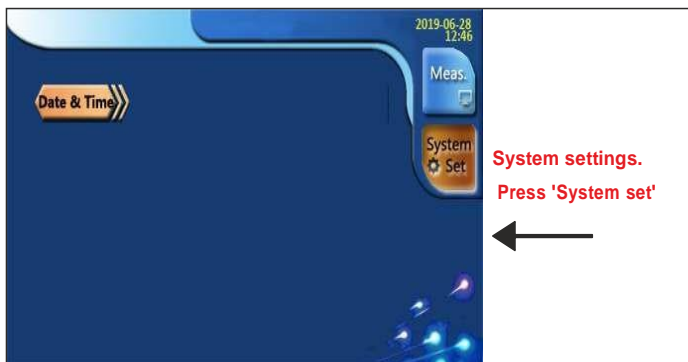 2019-06-28
12:46
Meas.
Date & Time
System
Set
System settings.
Press 'System set'